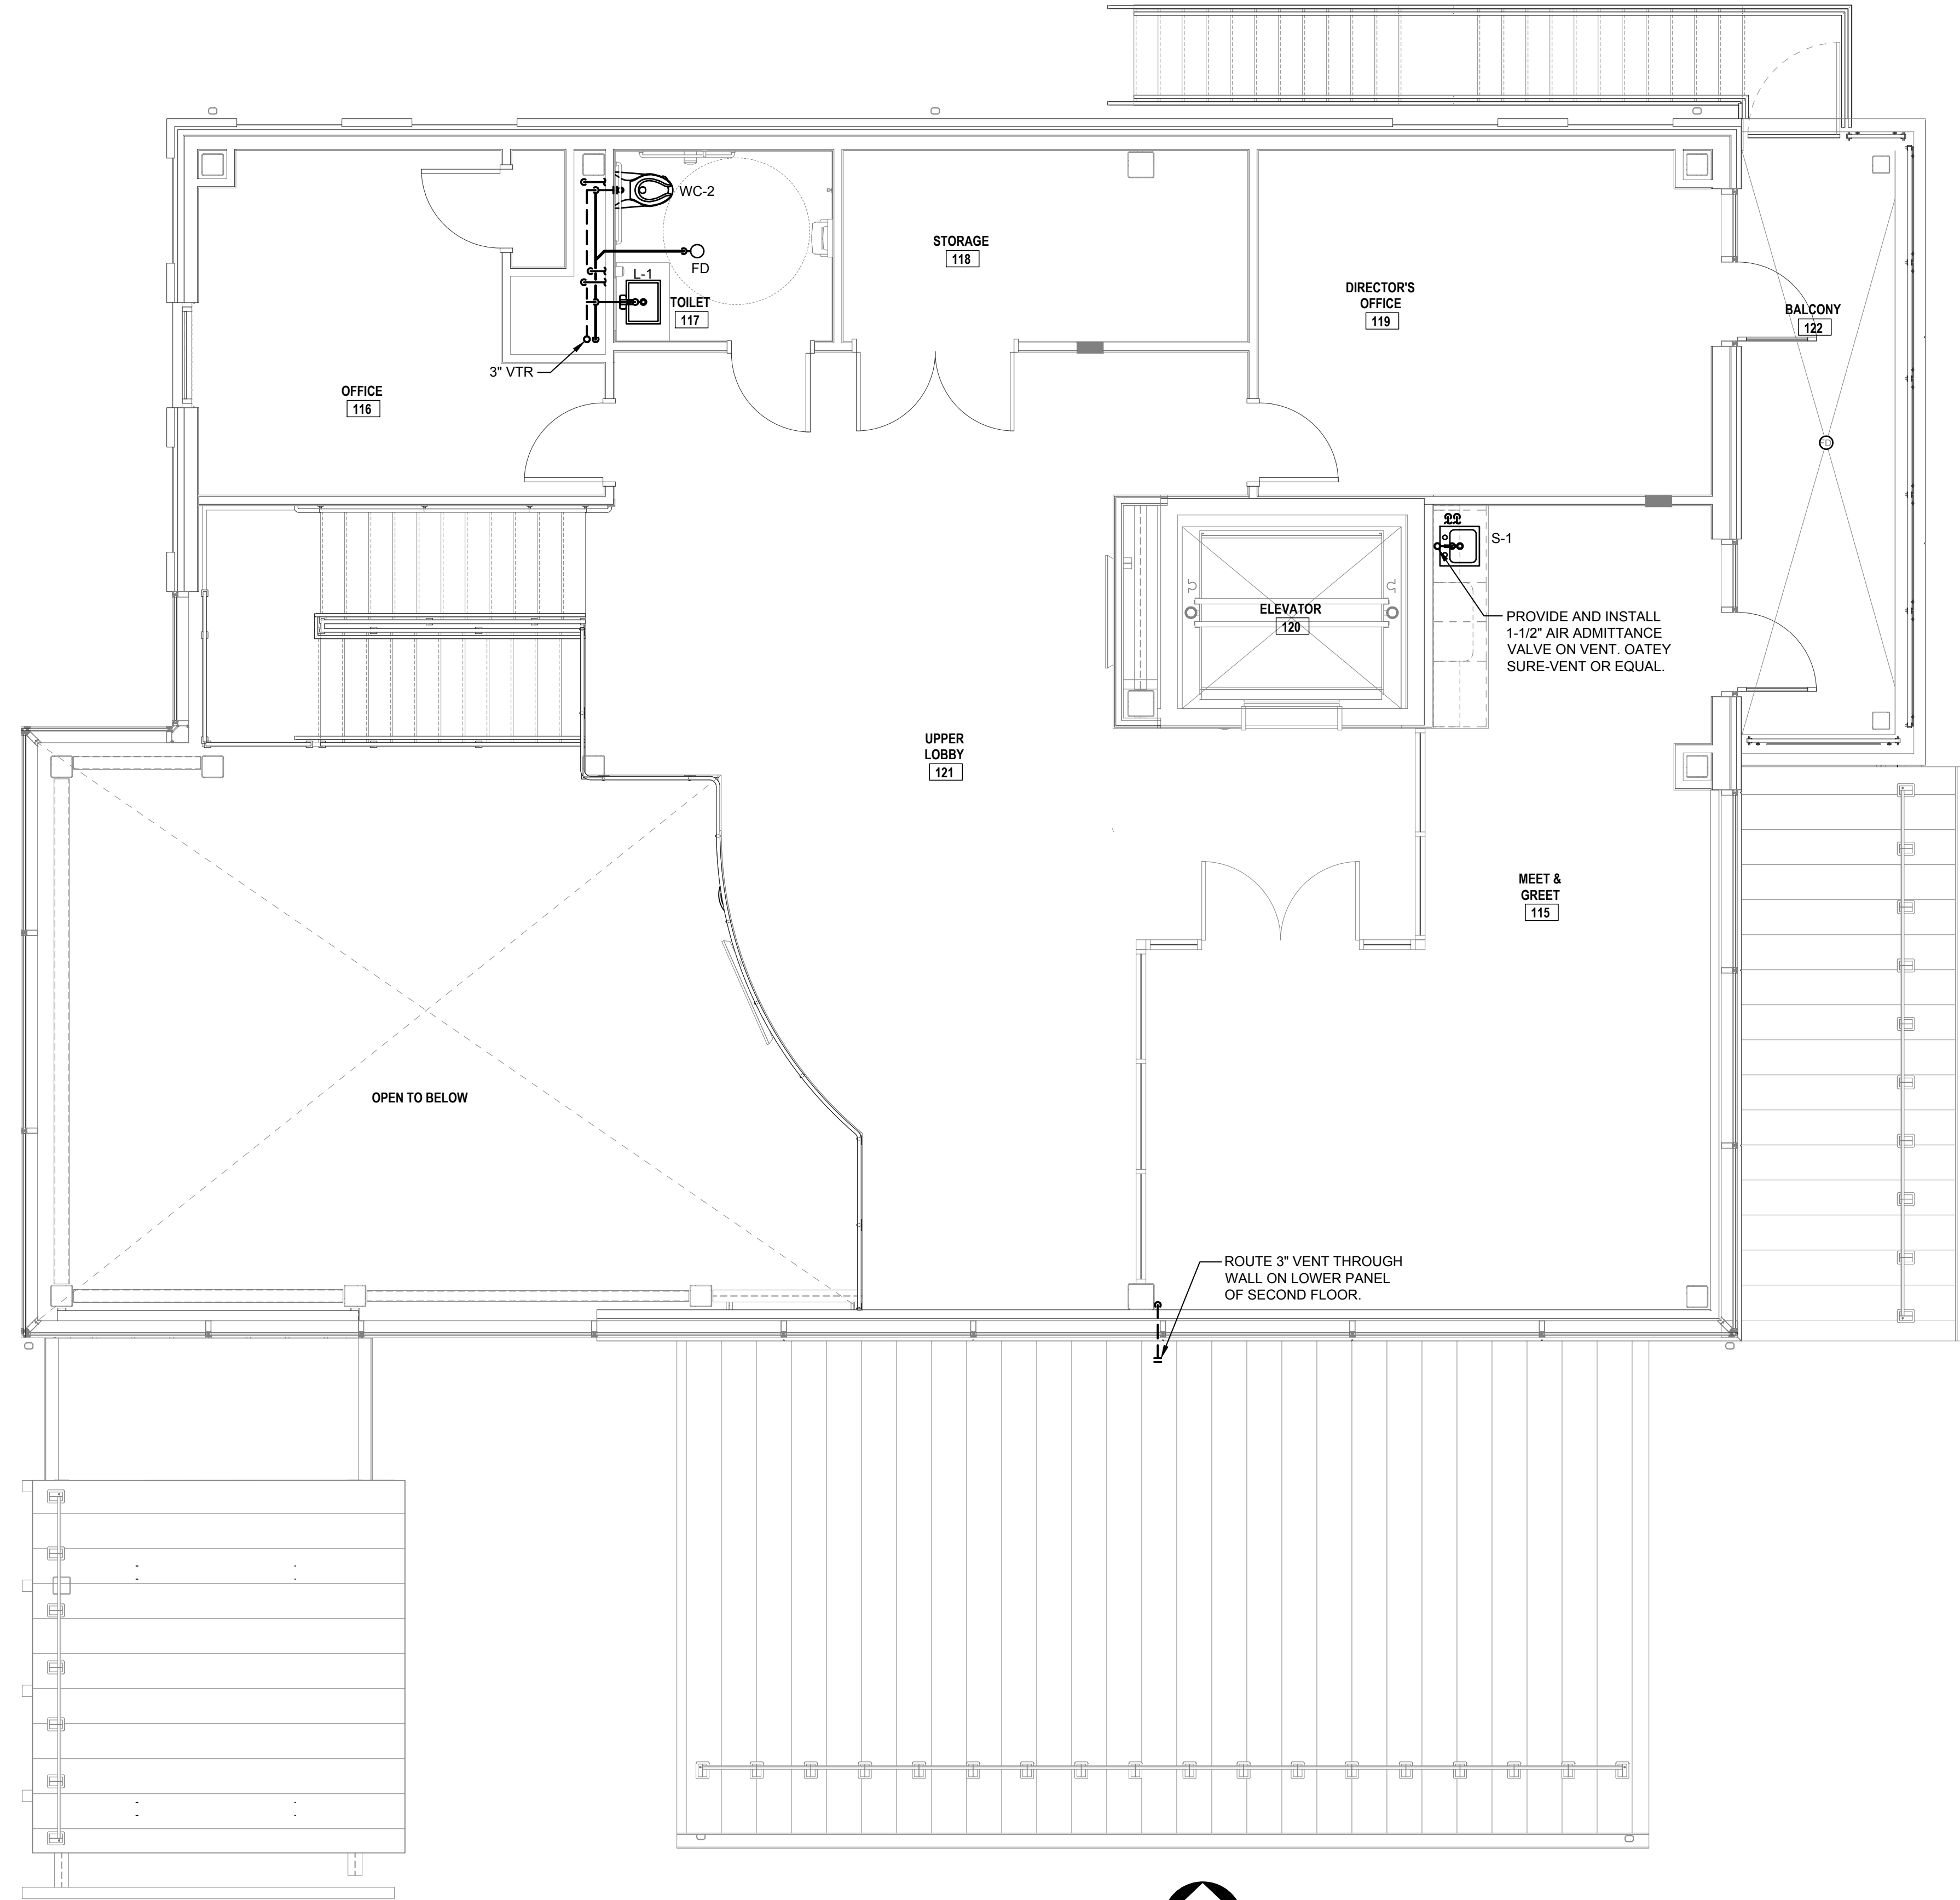 WC-2
STORAGE
118
FD
L-1
TOILET
117
DIRECTOR'S
OFFICE
119
BALCONY
122
3" VTR
OFFICE
116
FD
S-1
ELEVATOR
120
PROVIDE AND INSTALL
1-1/2" AIR ADMITTANCE
VALVE ON VENT. OATEY
SURE-VENT OR EQUAL.
UPPER
LOBBY
121
MEET &
GREET
115
OPEN TO BELOW
ROUTE 3" VENT THROUGH
WALL ON LOWER PANEL
OF SECOND FLOOR.